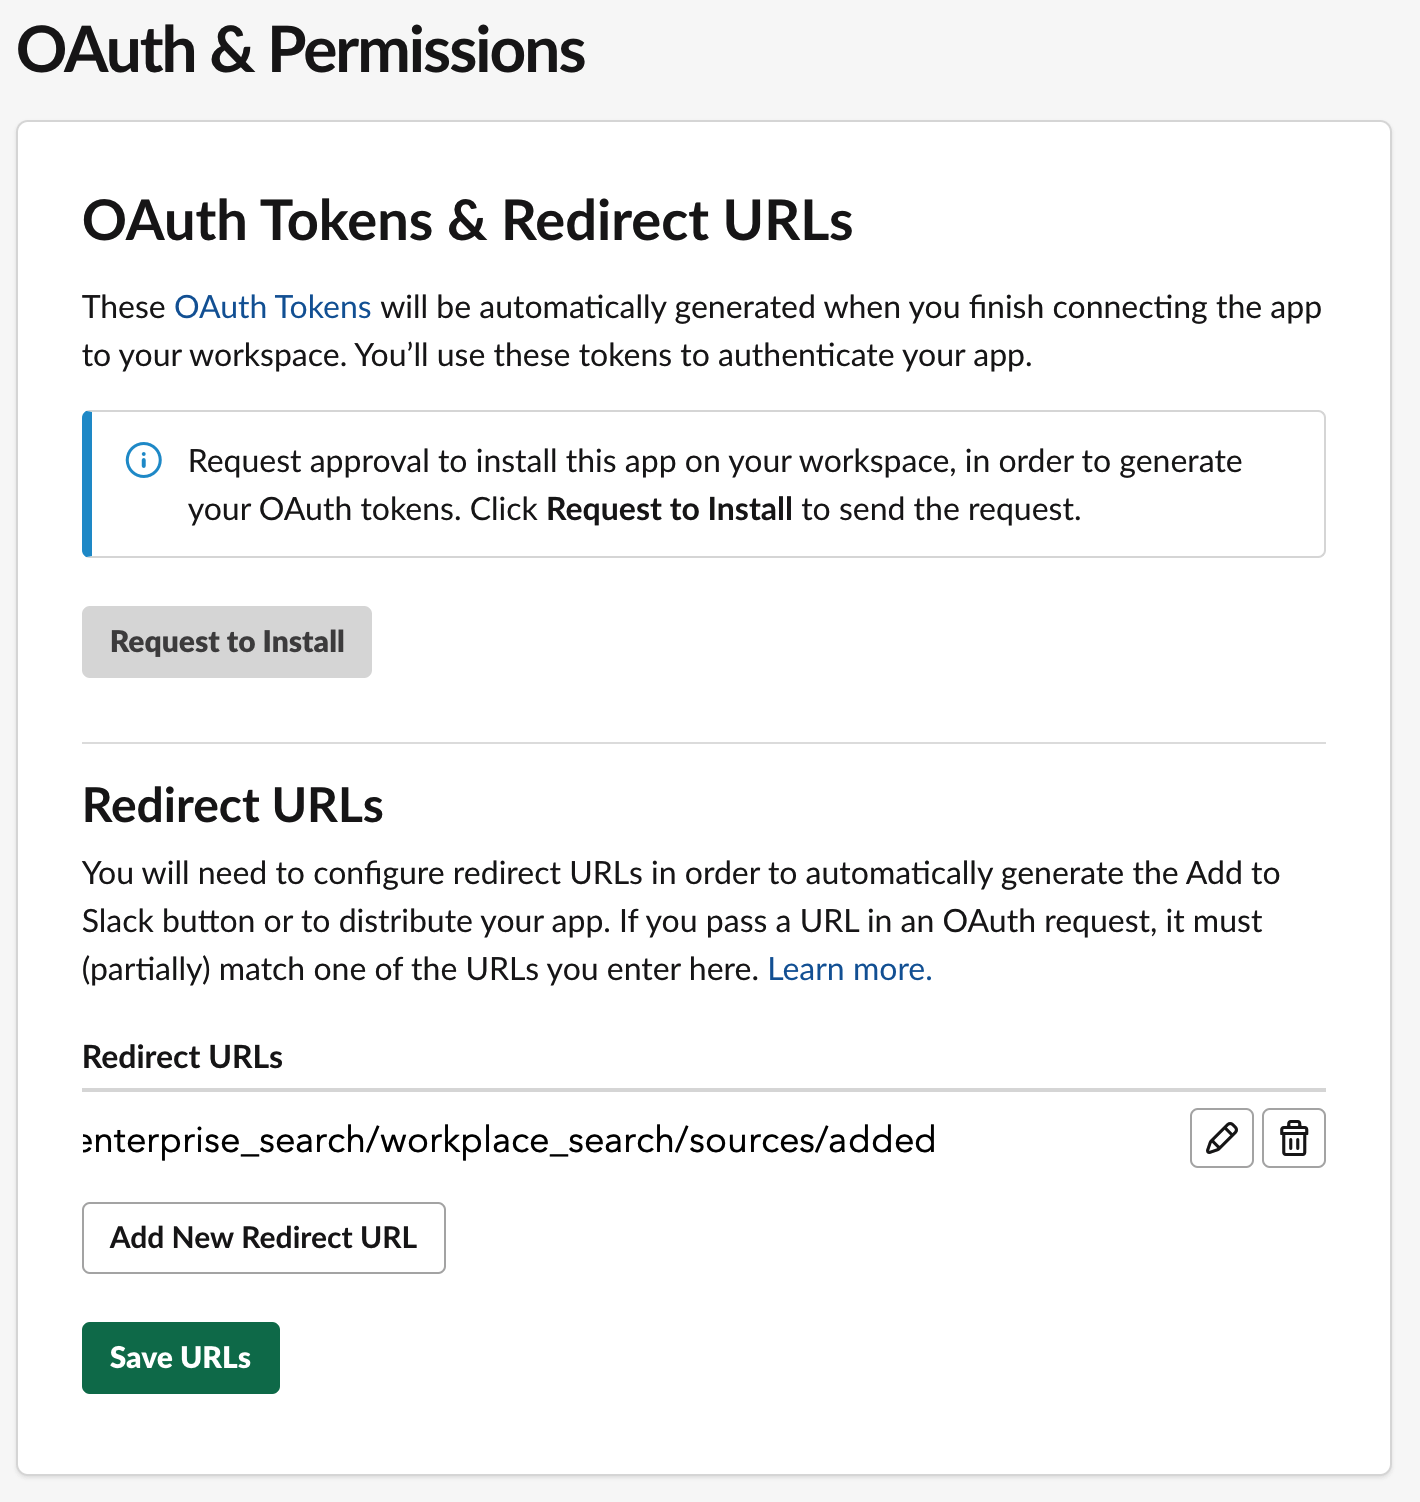 OAuth & Permissions
OAuth Tokens & Redirect URLs
These OAuth Tokens will be automatically generated when you finish connecting the app
to your workspace. You’ll use these tokens to authenticate your app.
Request approval to install this app on your workspace, in order to generate
your OAuth tokens. Click Request to Install to send the request.
Request to Install
Redirect URLs
You will need to configure redirect URLs in order to automatically generate the Add to
Slack button or to distribute your app. If you pass a URL in an OAuth request, it must
(partially) match one of the URLs you enter here. Learn more.
Redirect URLs
enterprise_search/workplace_search/sources/added
Add New Redirect URL
Save URLs